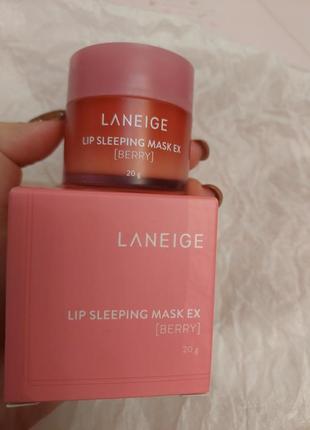 LANEIGE
LIP SLEEPING MASK EX
[BERRY]
20 g
LANEIGE
LIP SLEEPING MASK EX
[BERRY]
20 g